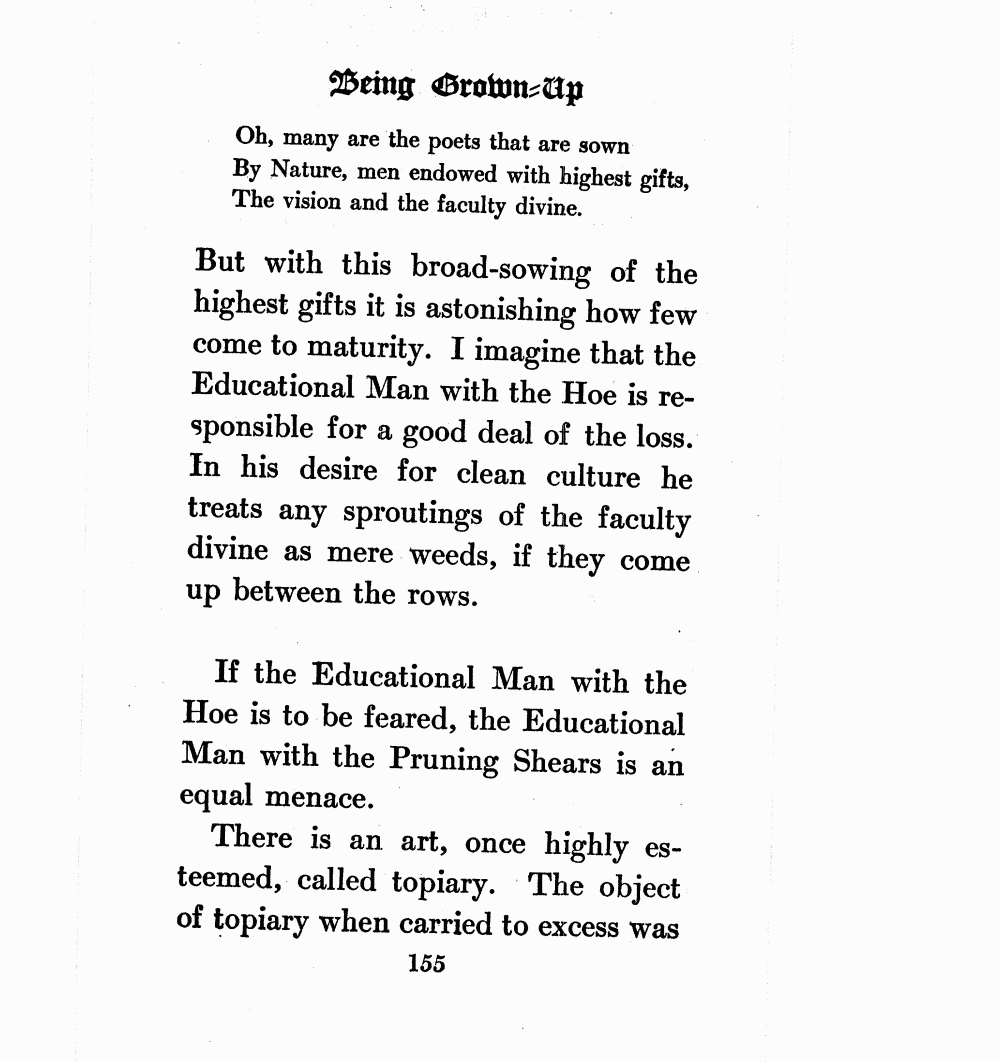 Being Grown-Up
Oh, many are the poets that are sown
By Nature, men endowed with highest gifts,
The vision and the faculty divine.
But with this broad-sowing of the
highest gifts it is astonishing how few
come to maturity. I imagine that the
Educational Man with the Hoe is re-
sponsible for a good deal of the loss.
In his desire for clean culture he
treats any sproutings of the faculty
divine as mere weeds, if they come
up between the rows.
If the Educational Man with the
Hoe is to be feared, the Educational
Man with the Pruning Shears is an
equal menace.
There is an art, once highly es-
teemed, called topiary. The object
of topiary when carried to excess was
155